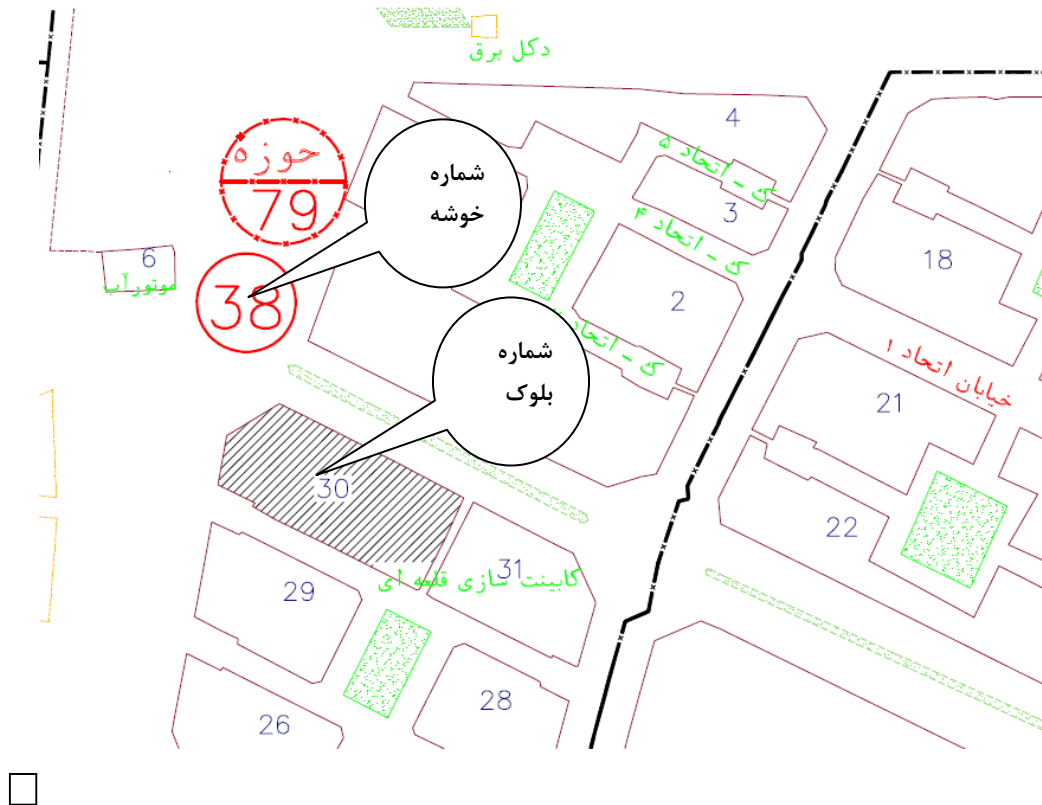 دکل برق
4
ک - اتحاد ۵
حوزه
79
شماره
خوشه
3
ک - اتحاد ۴
6
موتورآب
38
18
2
شماره
بلوک
ک - اتحاد
خیابان اتحاد ۱
21
30
22
31
کابینت سازی قلعه ای
29
28
26